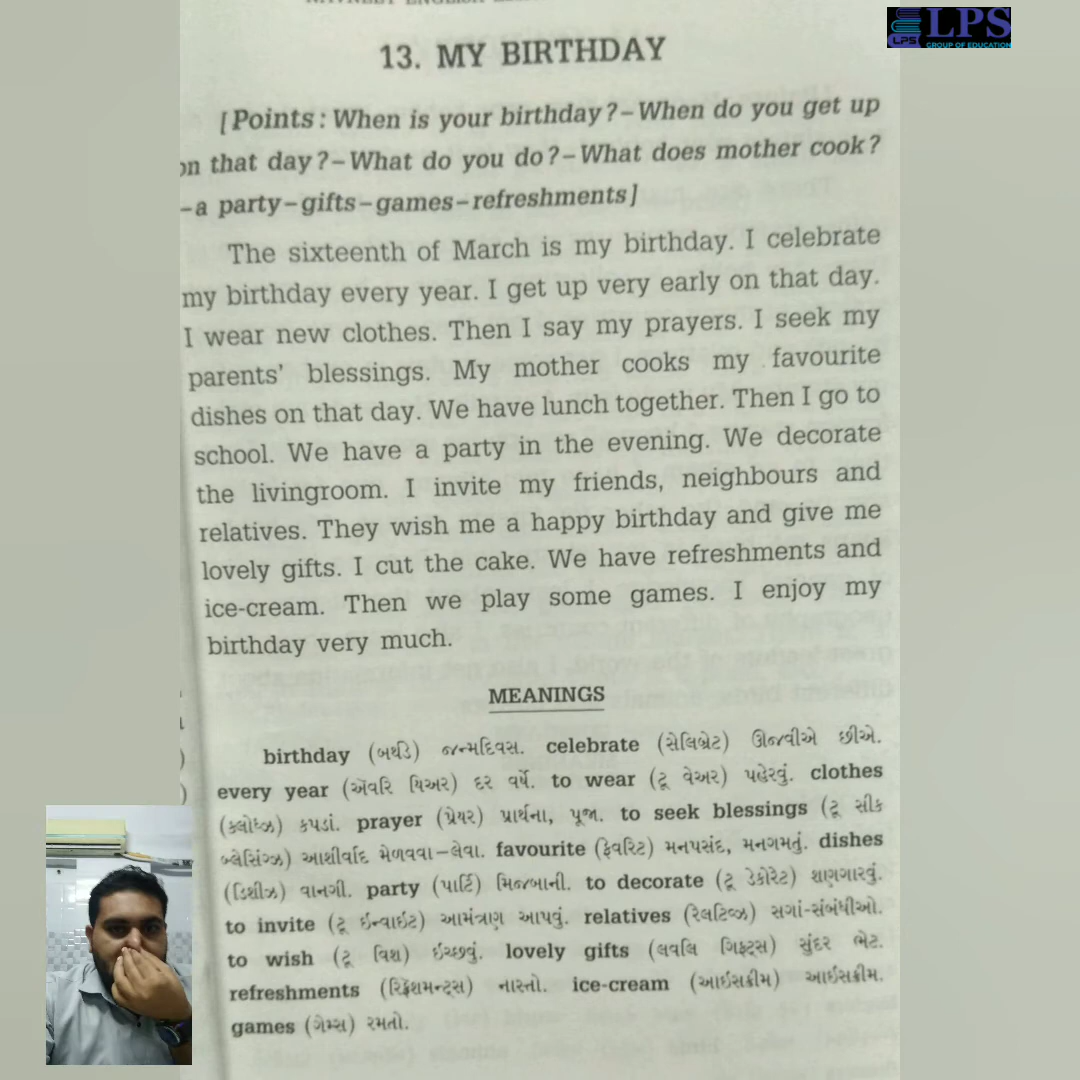 LPS
LPS
GROUP OF EDUCATION
13. MY BIRTHDAY
[Points : When is your birthday?–When do you get up
on that day?–What do you do?–What does mother cook?
–a party–gifts–games–refreshments]
The sixteenth of March is my birthday. I celebrate
my birthday every year. I get up very early on that day.
I wear new clothes. Then I say my prayers. I seek my
parents' blessings. My mother cooks my favourite
dishes on that day. We have lunch together. Then I go to
school. We have a party in the evening. We decorate
the livingroom. I invite my friends, neighbours and
relatives. They wish me a happy birthday and give me
lovely gifts. I cut the cake. We have refreshments and
ice-cream. Then we play some games. I enjoy my
birthday very much.
MEANINGS
birthday (બર્થડે) જન્મદિવસ. celebrate (સેલિબ્રેટ) ઊજવીએ છીએ.
every year (ઍવરિ યિઅર) દર વર્ષે. to wear (ટૂ વેઅર) પહેરવું. clothes
(ક્લોધ્ઝ) કપડાં. prayer (પ્રેયર) પ્રાર્થના, પૂજા. to seek blessings (ટૂ સીક
બ્લેસિંગ્ઝ) આશીર્વાદ મેળવવા–લેવા. favourite (ફેવરિટ) મનપસંદ, મનગમતું. dishes
(ડિશીઝ) વાનગી. party (પાર્ટિ) મિજબાની. to decorate (ટૂ ડેકોરેટ) શણગારવું.
to invite (ટૂ ઈન્વાઇટ) આમંત્રણ આપવું. relatives (રેલટિવ્ઝ) સગાં-સંબંધીઓ.
to wish (ટૂ વિશ) ઈચ્છવું. lovely gifts (લવલિ ગિફ્ટ્સ) સુંદર ભેટ.
refreshments (રિફ્રેશમન્ટ્સ) નાસ્તો. ice-cream (આઇસક્રીમ) આઇસક્રીમ.
games (ગેમ્સ) રમતો.